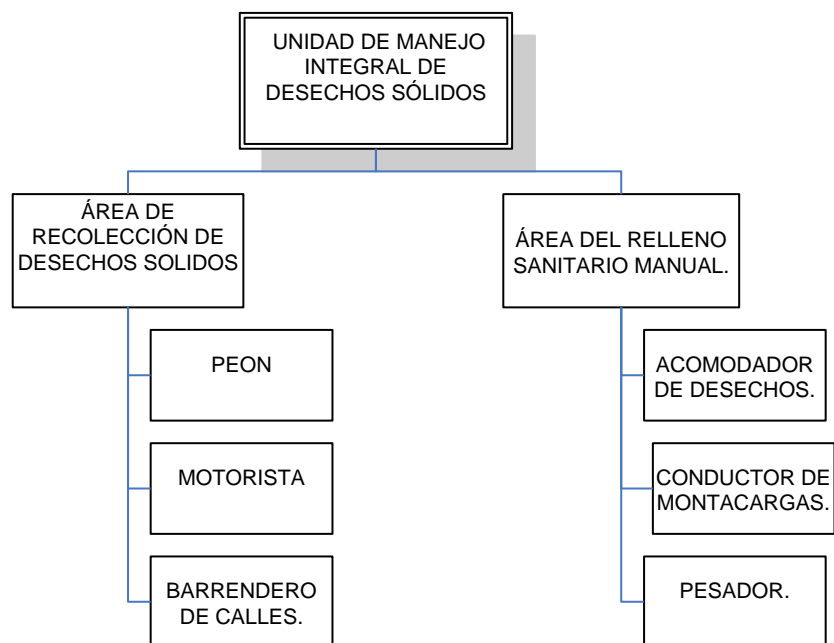 UNIDAD DE MANEJO
INTEGRAL DE
DESECHOS SÓLIDOS
ÁREA DE
RECOLECCIÓN DE
DESECHOS SOLIDOS
ÁREA DEL RELLENO
SANITARIO MANUAL.
PEON
MOTORISTA
BARRENDERO
DE CALLES.
ACOMODADOR
DE DESECHOS.
CONDUCTOR DE
MONTACARGAS.
PESADOR.